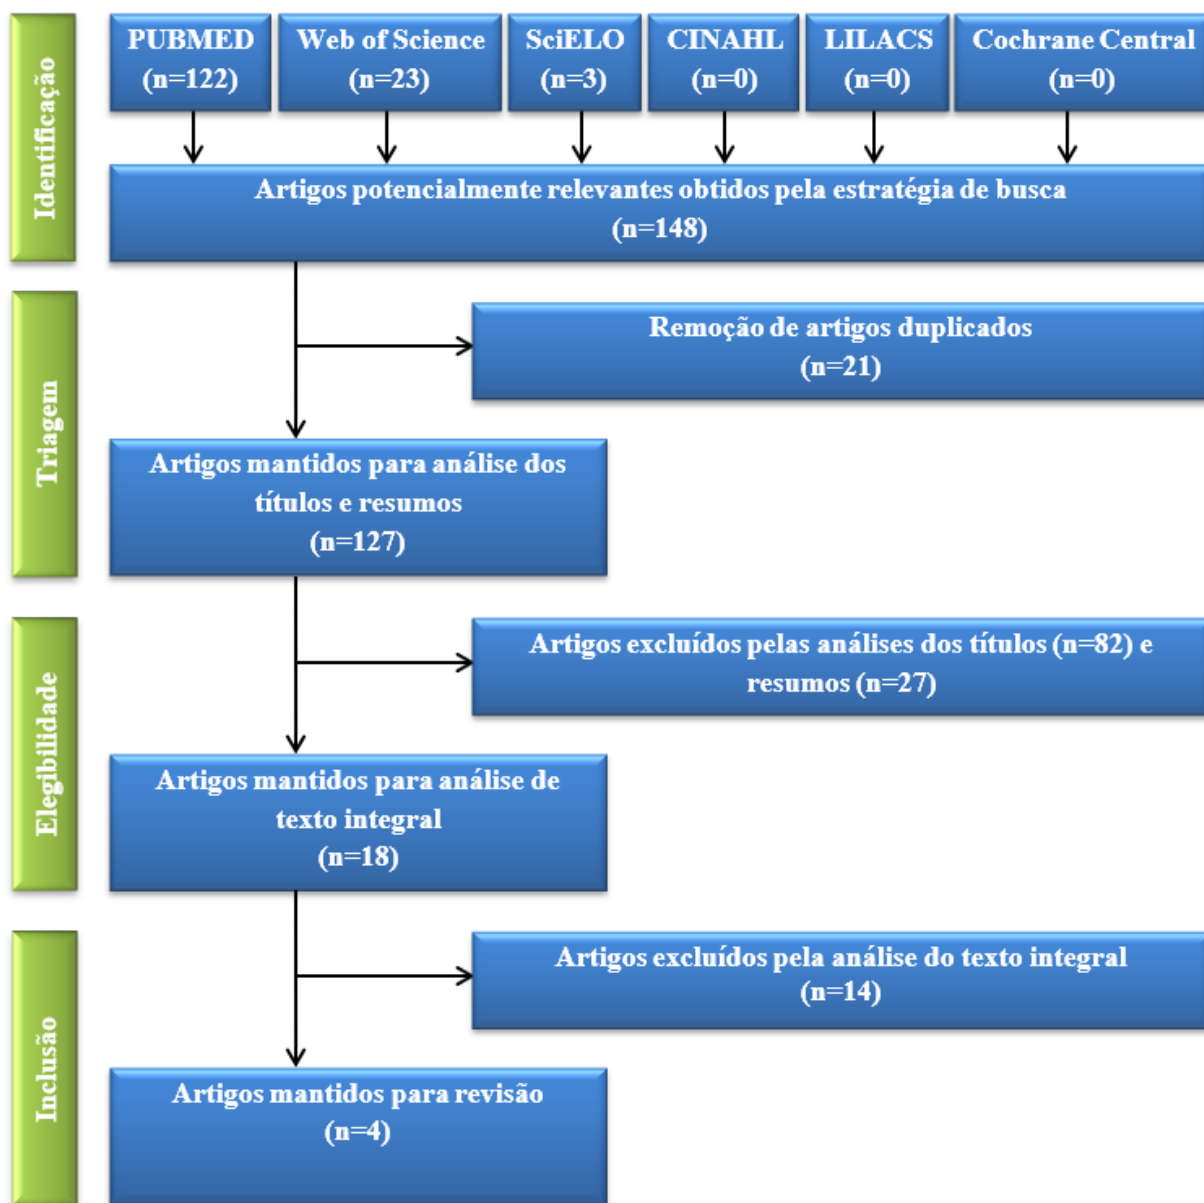 Identificação
PUBMED
(n=122)
Web of Science
(n=23)
SciELO
(n=3)
CINAHL
(n=0)
LILACS
(n=0)
Cochrane Central
(n=0)
Artigos potencialmente relevantes obtidos pela estratégia de busca
(n=148)
Triagem
Remoção de artigos duplicados
(n=21)
Artigos mantidos para análise dos
títulos e resumos
(n=127)
Elegibilidade
Artigos excluídos pelas análises dos títulos (n=82) e
resumos (n=27)
Artigos mantidos para análise de
texto integral
(n=18)
Inclusão
Artigos excluídos pela análise do texto integral
(n=14)
Artigos mantidos para revisão
(n=4)